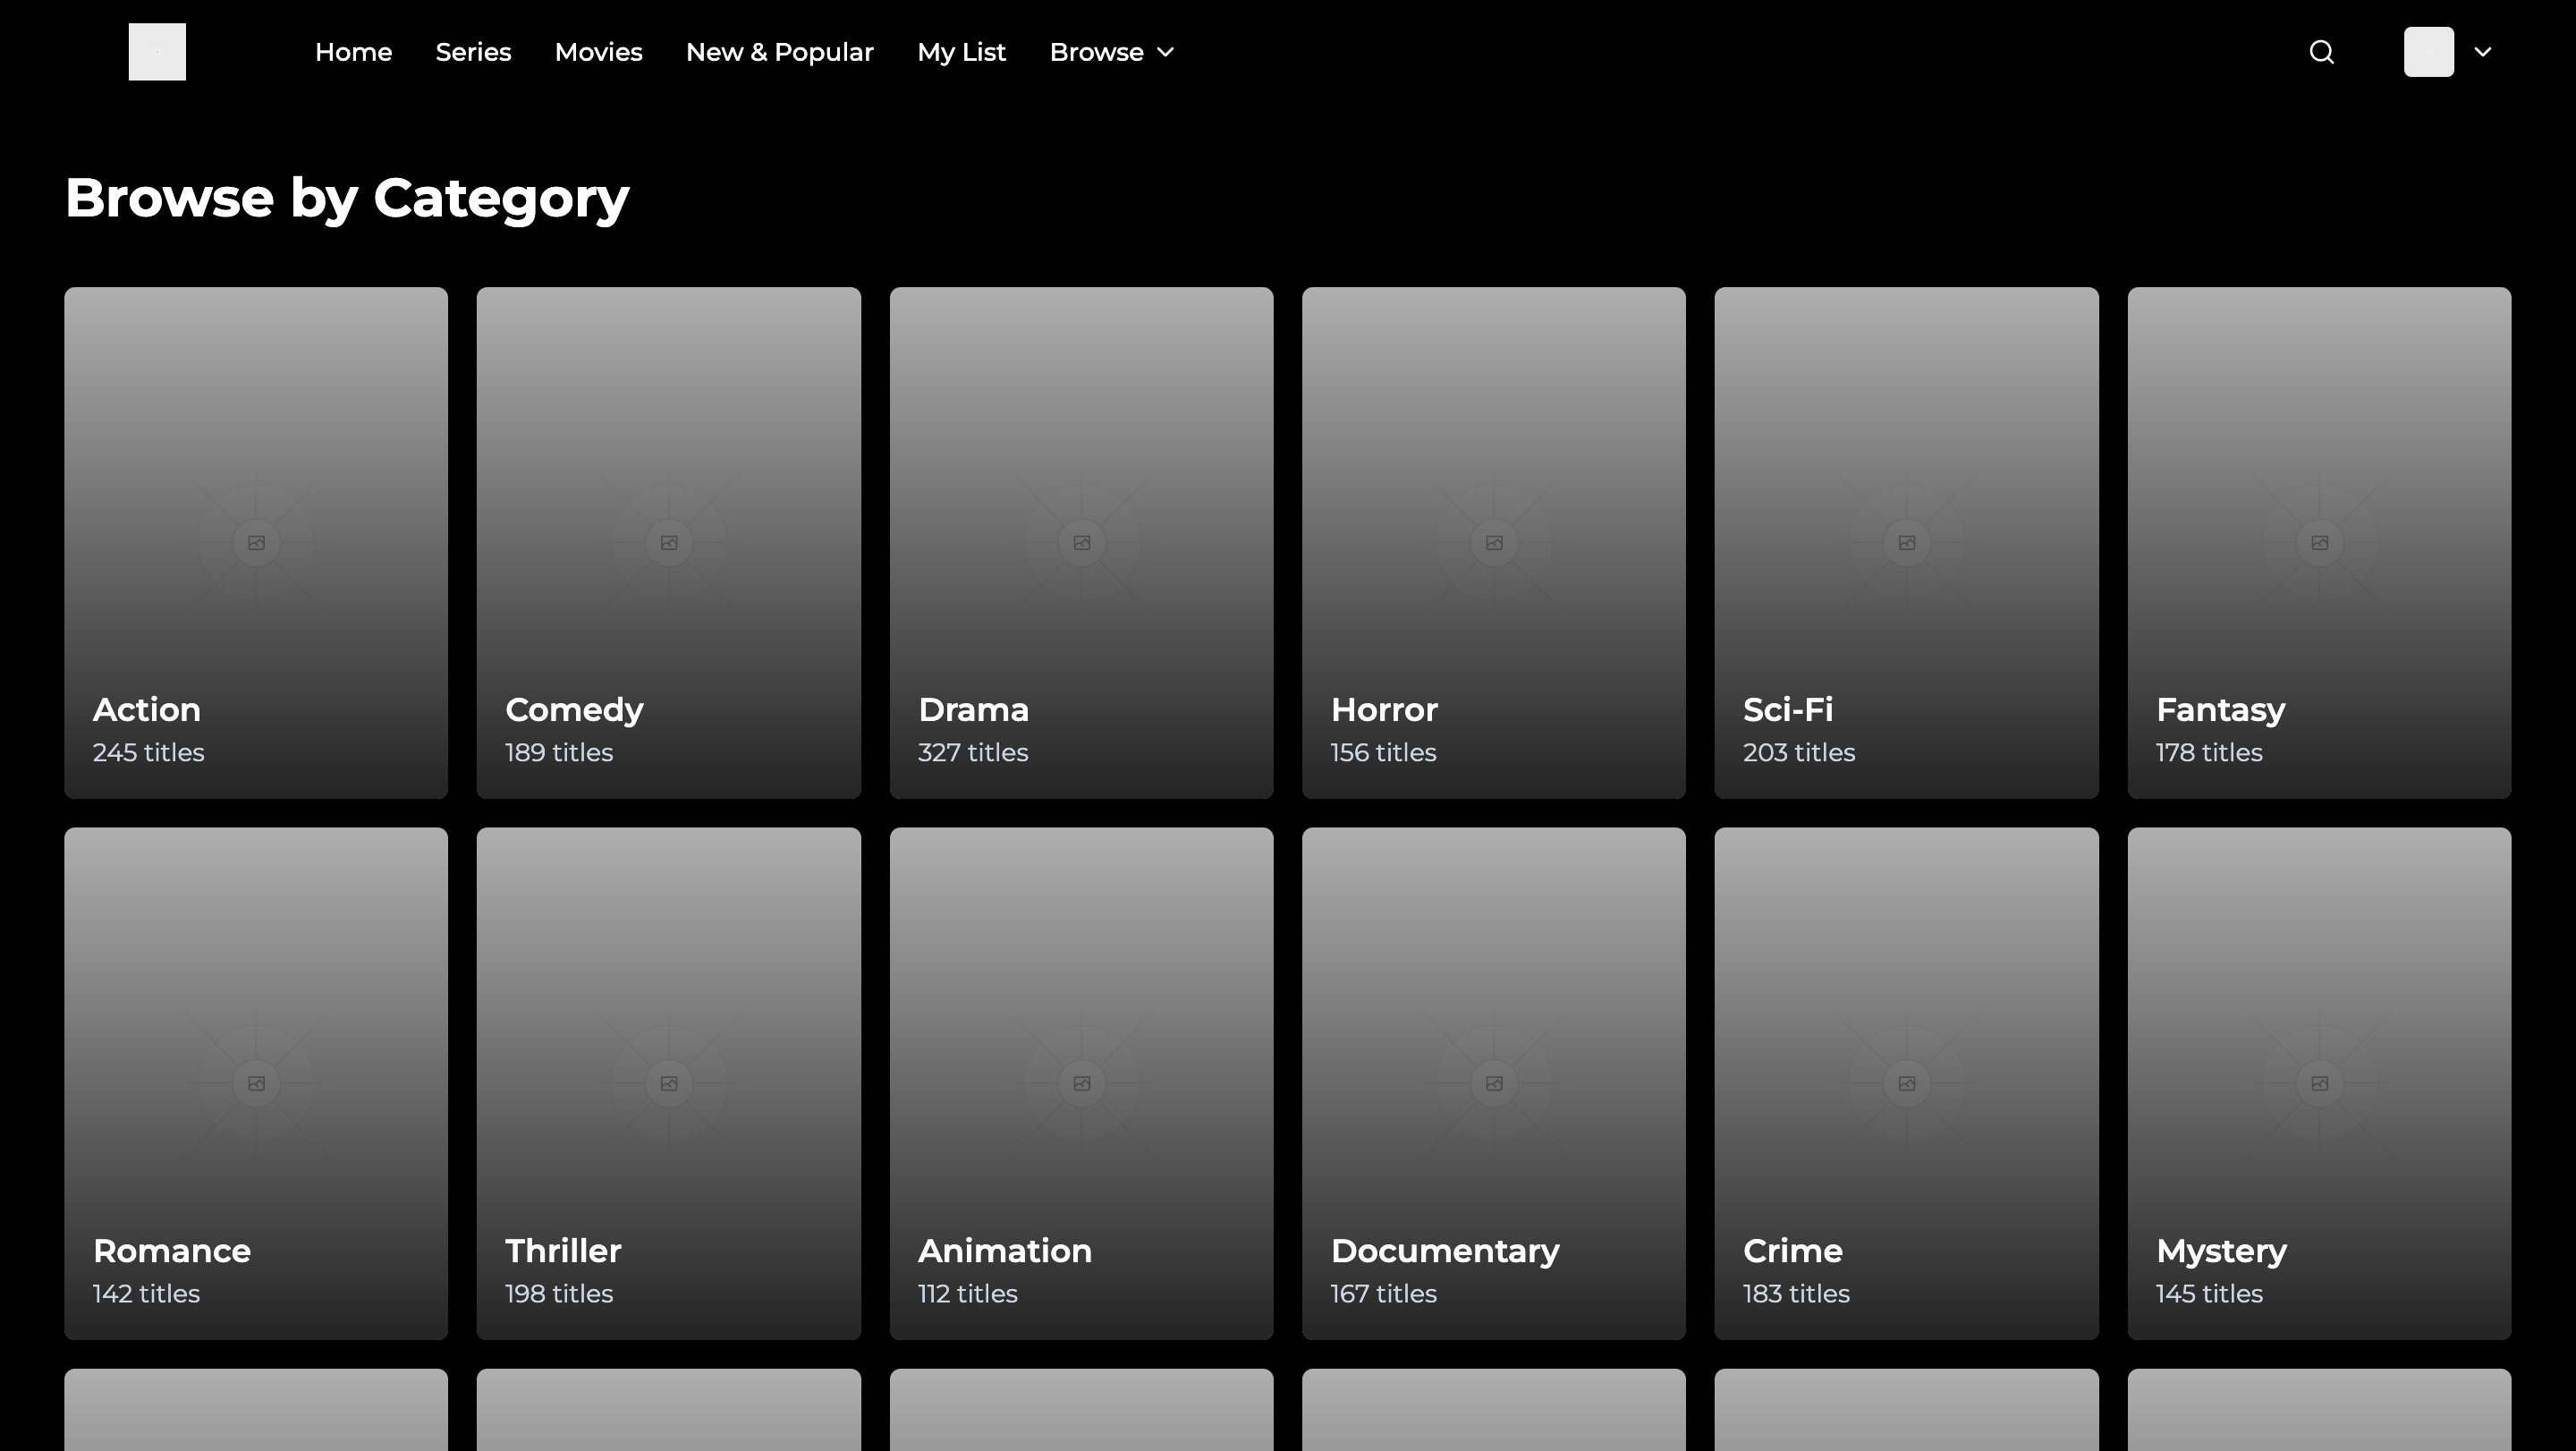 Home Series Movies New & Popular My List Browse
Browse by Category
Action Comedy Drama Horror Sci-Fi Fantasy
245 titles 189 titles 327 titles 156 titles 203 titles 178 titles
Romance Thriller Animation Documentary Crime Mystery
142 titles 198 titles 112 titles 167 titles 183 titles 145 titles